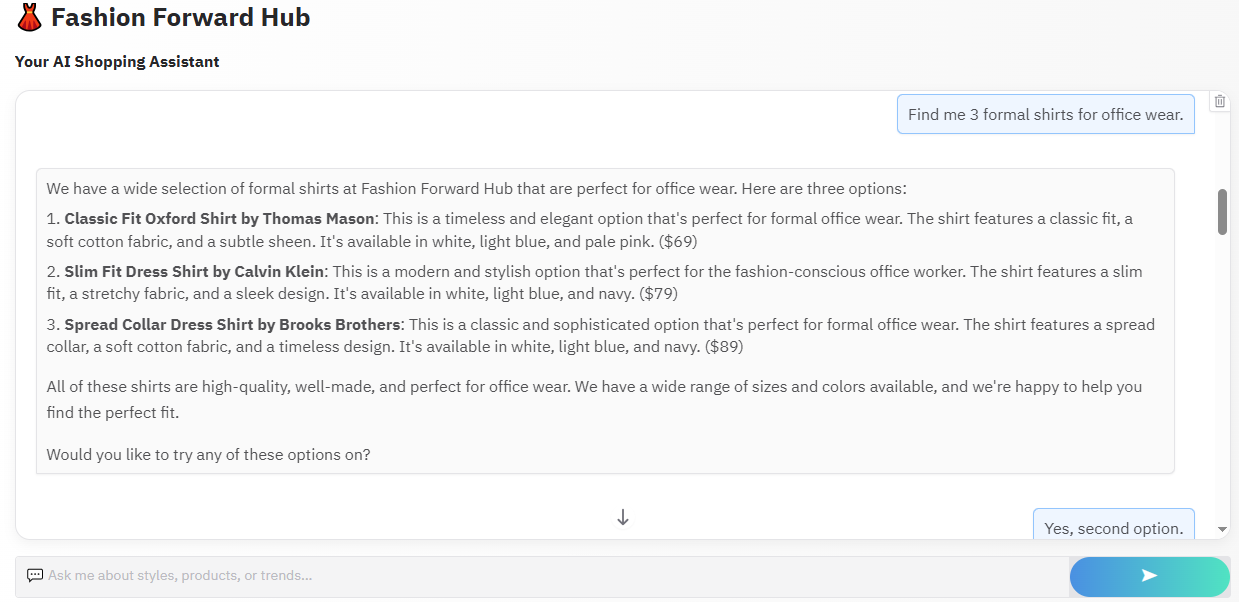 Fashion Forward Hub
Your AI Shopping Assistant
Find me 3 formal shirts for office wear.
We have a wide selection of formal shirts at Fashion Forward Hub that are perfect for office wear. Here are three options:
1. Classic Fit Oxford Shirt by Thomas Mason: This is a timeless and elegant option that's perfect for formal office wear. The shirt features a classic fit, a
soft cotton fabric, and a subtle sheen. It's available in white, light blue, and pale pink. ($69)
2. Slim Fit Dress Shirt by Calvin Klein: This is a modern and stylish option that's perfect for the fashion-conscious office worker. The shirt features a slim
fit, a stretchy fabric, and a sleek design. It's available in white, light blue, and navy. ($79)
3. Spread Collar Dress Shirt by Brooks Brothers: This is a classic and sophisticated option that's perfect for formal office wear. The shirt features a spread
collar, a soft cotton fabric, and a timeless design. It's available in white, light blue, and navy. ($89)
All of these shirts are high-quality, well-made, and perfect for office wear. We have a wide range of sizes and colors available, and we're happy to help you
find the perfect fit.
Would you like to try any of these options on?
Yes, second option.
Ask me about styles, products, or trends...